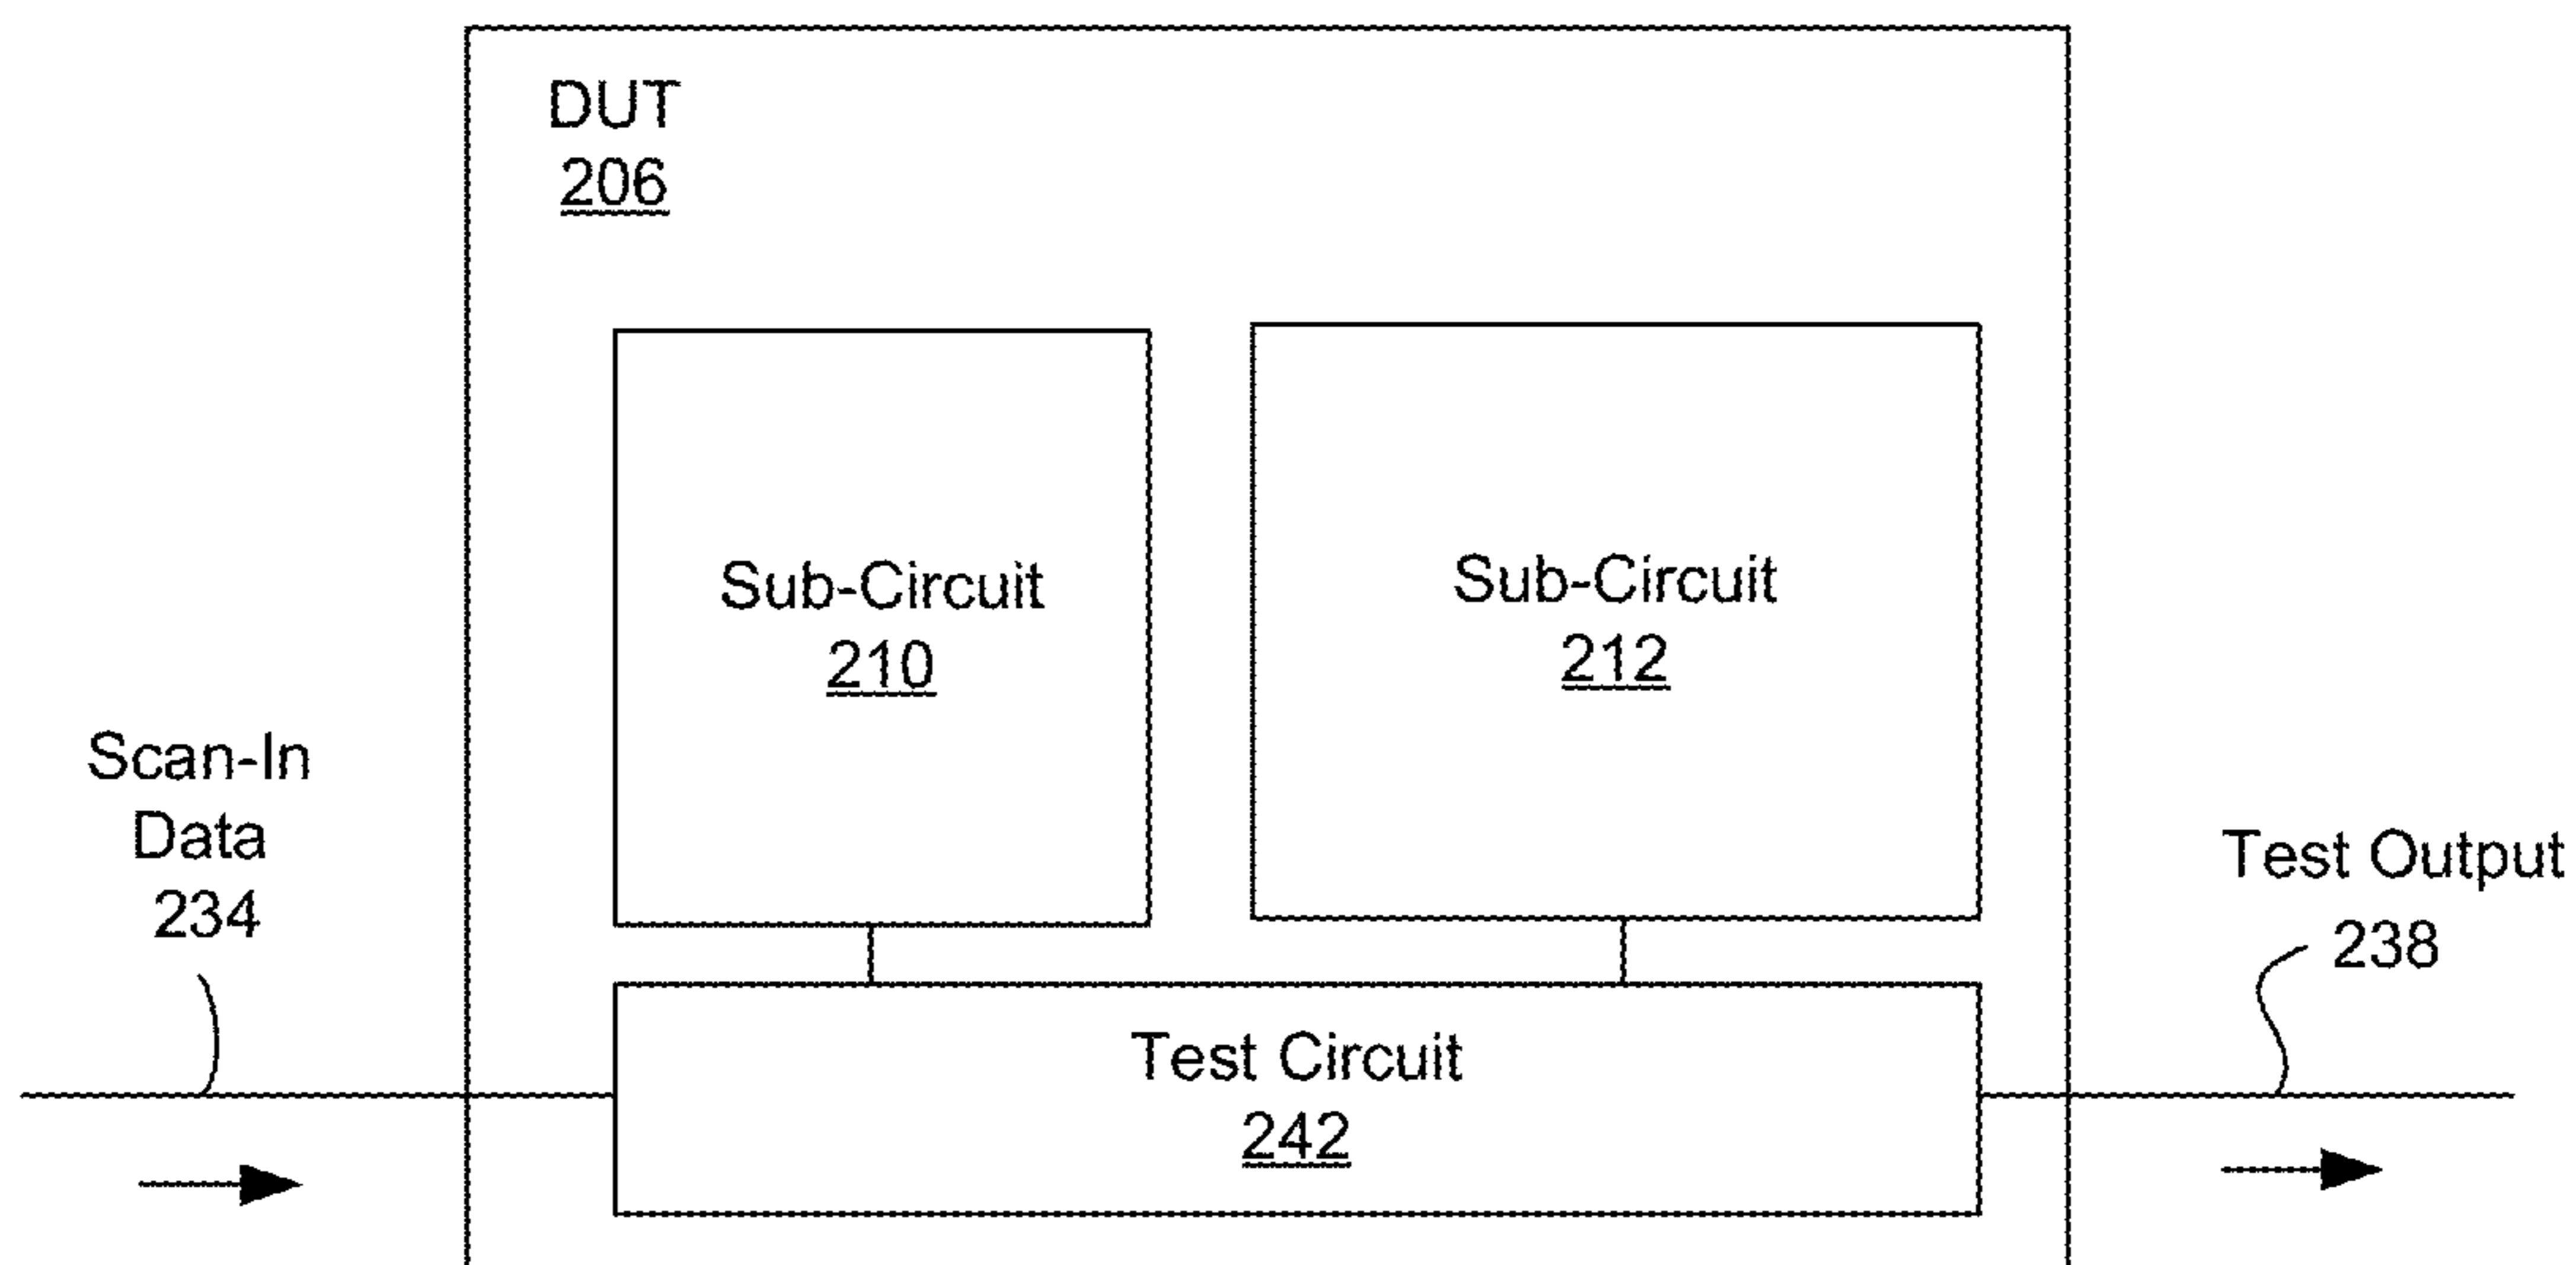 DUT
206
Sub-Circuit
210
Sub-Circuit
212
Scan-In
Data
234
Test Output
238
Test Circuit
242